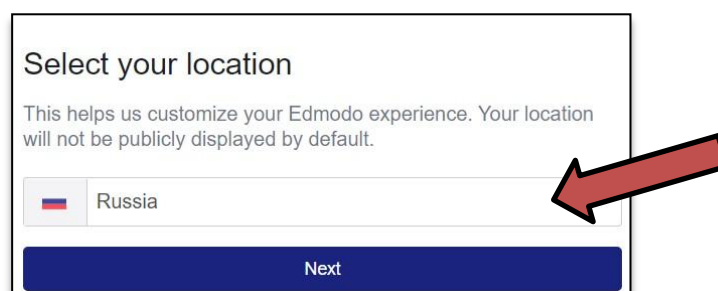 Select your location
This helps us customize your Edmodo experience. Your location
will not be publicly displayed by default.
Russia
Next